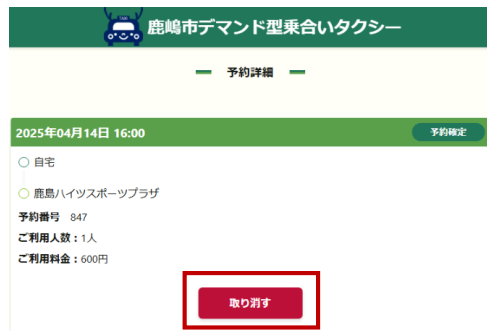 TAXI
鹿嶋市デマンド型乗合いタクシー
予約詳細
2025年04月14日 16:00 予約確定
自宅
鹿島ハイツスポーツプラザ
予約番号 847
ご利用人数：1人
ご利用料金：600円
取り消す